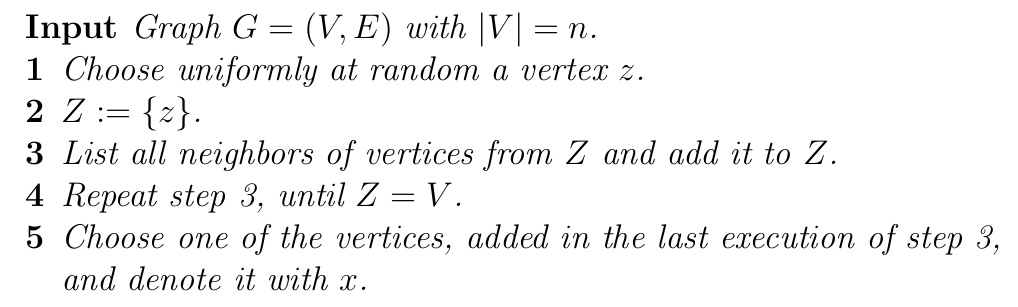 Input Graph G = (V, E) with |V| = n.
1 Choose uniformly at random a vertex z.
2 Z := {z}.
3 List all neighbors of vertices from Z and add it to Z.
4 Repeat step 3, until Z = V.
5 Choose one of the vertices, added in the last execution of step 3,
and denote it with x.